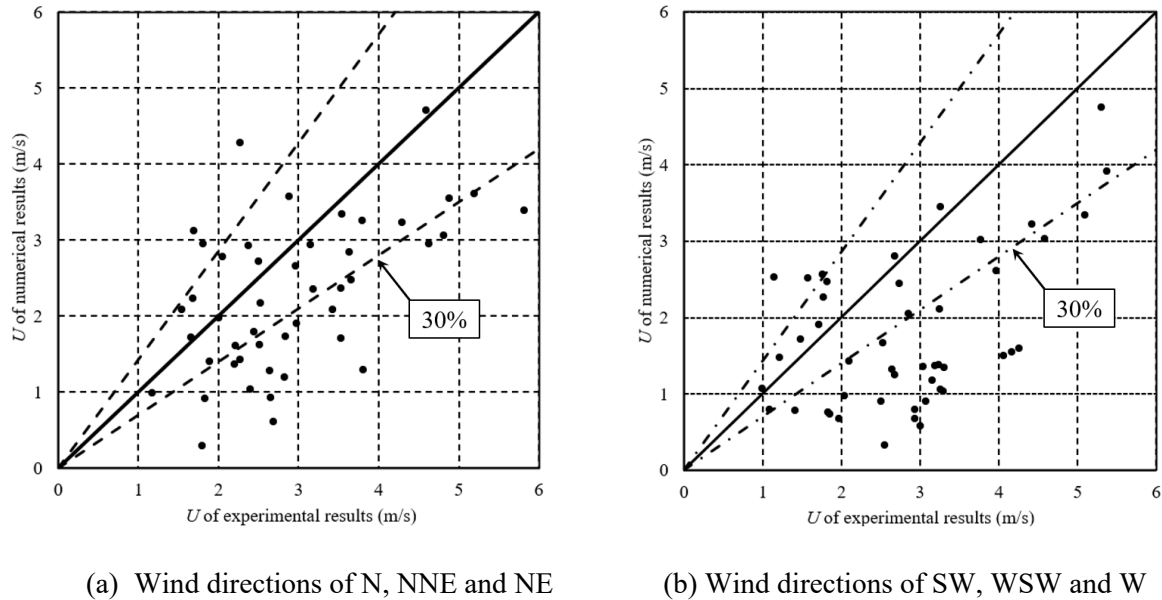 6
5
4
3
2
1
0
U of numerical results (m/s)
30%
0 1 2 3 4 5 6
U of experimental results (m/s)
(a) Wind directions of N, NNE and NE
6
5
4
3
2
1
0
U of numerical results (m/s)
30%
0 1 2 3 4 5 6
U of experimental results (m/s)
(b) Wind directions of SW, WSW and W